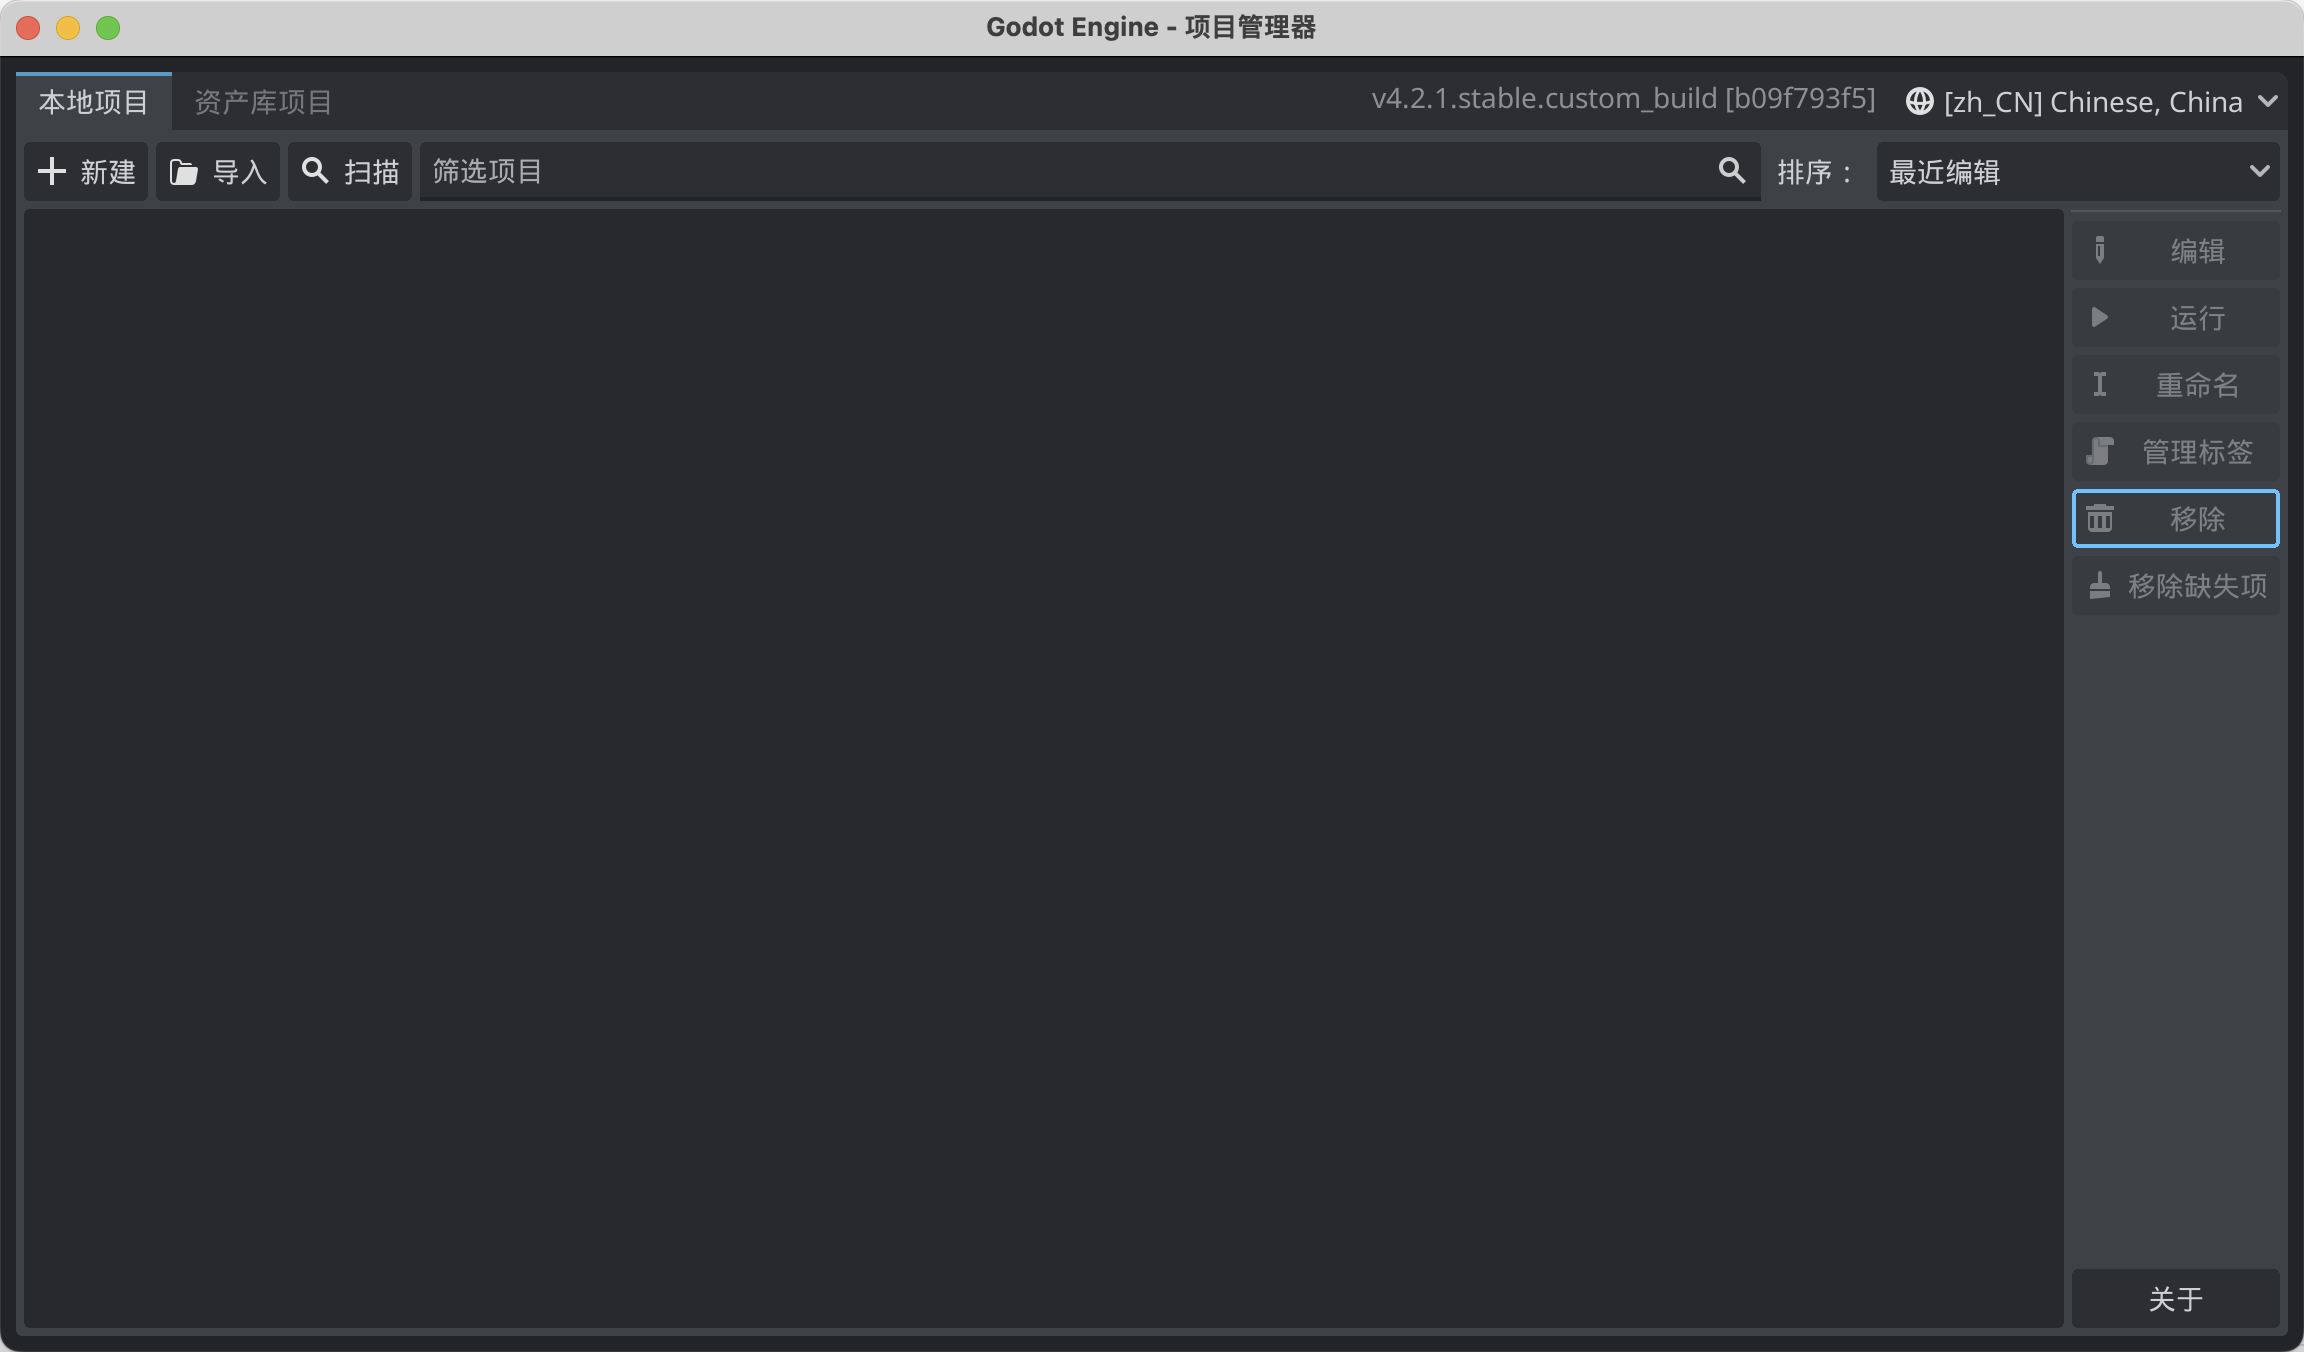 Godot Engine - 项目管理器
本地项目 资产库项目 v4.2.1.stable.custom_build [b09f793f5] [zh_CN] Chinese, China
新建 导入 扫描 筛选项目 排序： 最近编辑
编辑
运行
重命名
管理标签
移除
移除缺失项
关于